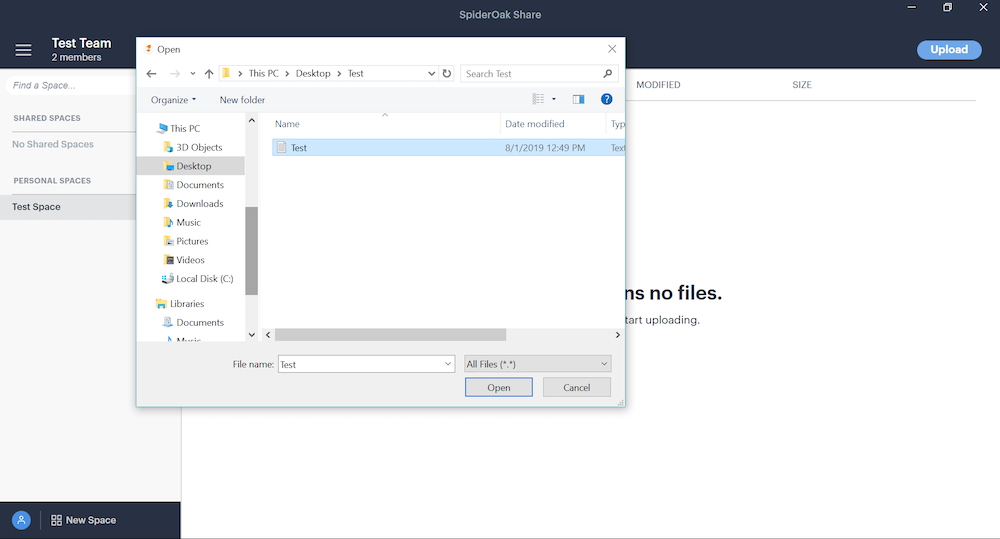 SpiderOak Share
Test Team
2 members
Upload
Find a Space...
SHARED SPACES
No Shared Spaces
PERSONAL SPACES
Test Space
New Space
MODIFIED
SIZE
ns no files.
tart uploading.
Open
This PC > Desktop > Test
Search Test
Organize
New folder
This PC
3D Objects
Desktop
Documents
Downloads
Music
Pictures
Videos
Local Disk (C:)
Libraries
Documents
Music
Name
Date modified
Typ
Test
8/1/2019 12:49 PM
Text
File name:
Test
All Files (*.*)
Open
Cancel